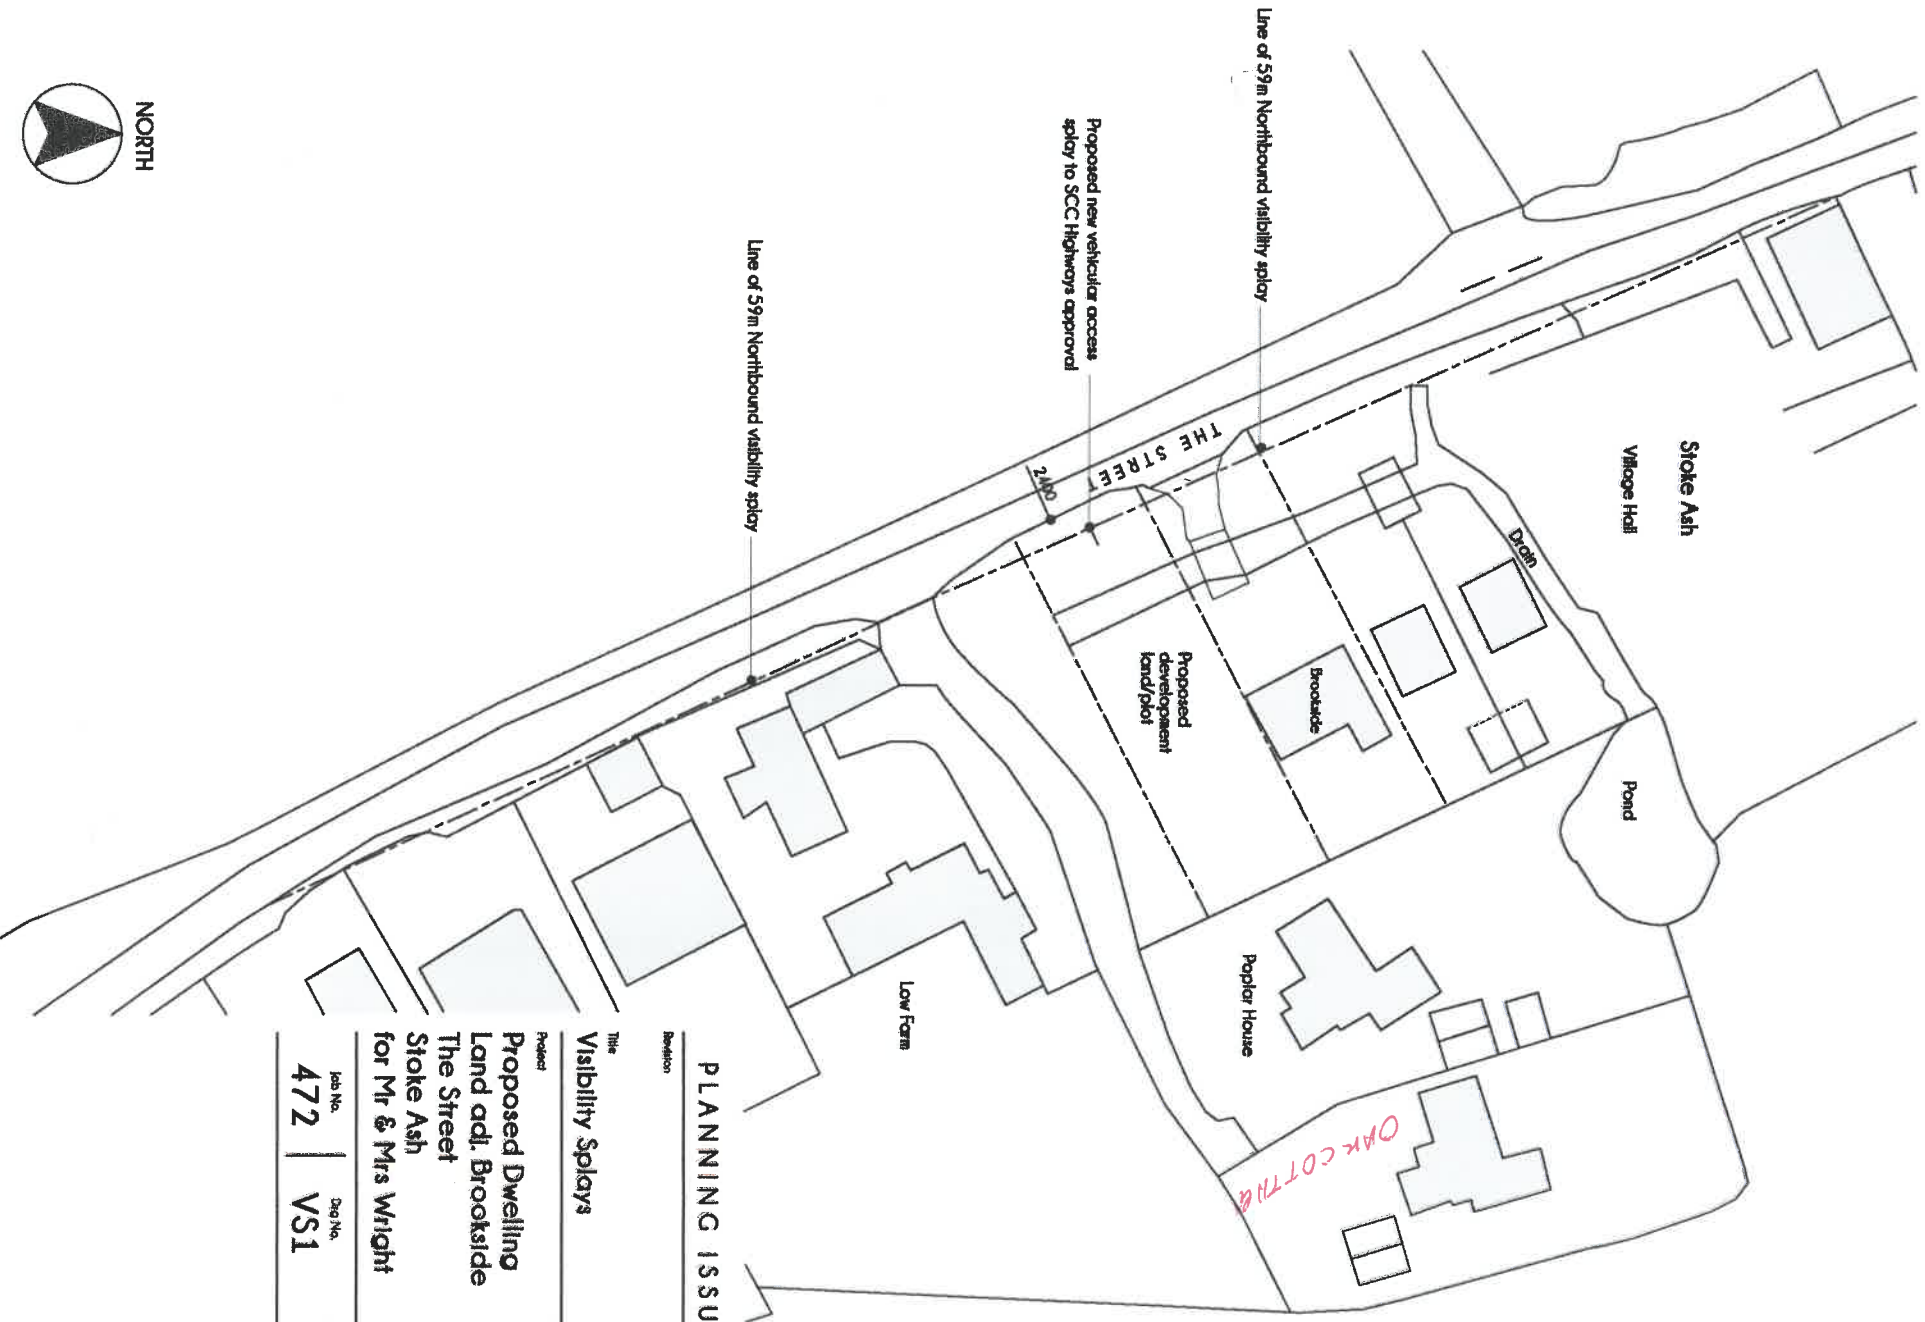 NORTH
Line of 59m Northbound visibility splay
Proposed new vehicular access
splay to SCC Highways approval
Line of 59m Northbound visibility splay
THE STREET
2400
Stoke Ash
Village Hall
Drain
Pond
Brookside
Proposed
development
land/plot
Poplar House
Low Farm
OAK COTTAG
PLANNING ISSU
Revision
Title
Visibility Splays
Project
Proposed Dwelling
Land adj. Brookside
The Street
Stoke Ash
for Mr & Mrs Wright
Job No.
Drg No.
472
VS1